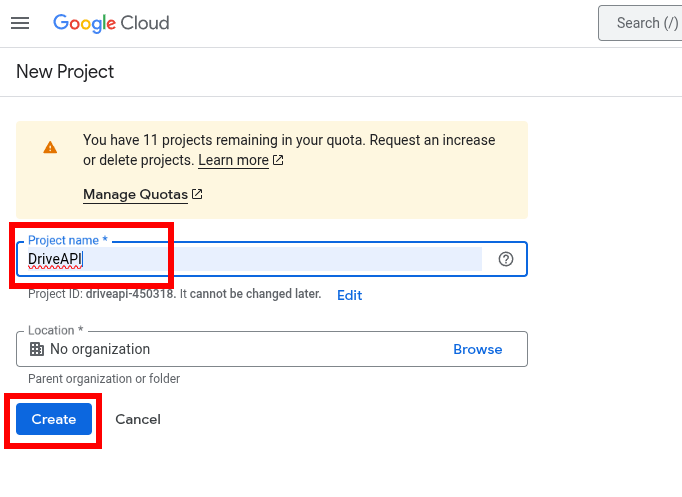 Google Cloud
Search (/)
New Project
You have 11 projects remaining in your quota. Request an increase
or delete projects. Learn more
Manage Quotas
Project name *
DriveAPI
Project ID: driveapi-450318. It cannot be changed later. Edit
Location *
No organization Browse
Parent organization or folder
Create Cancel